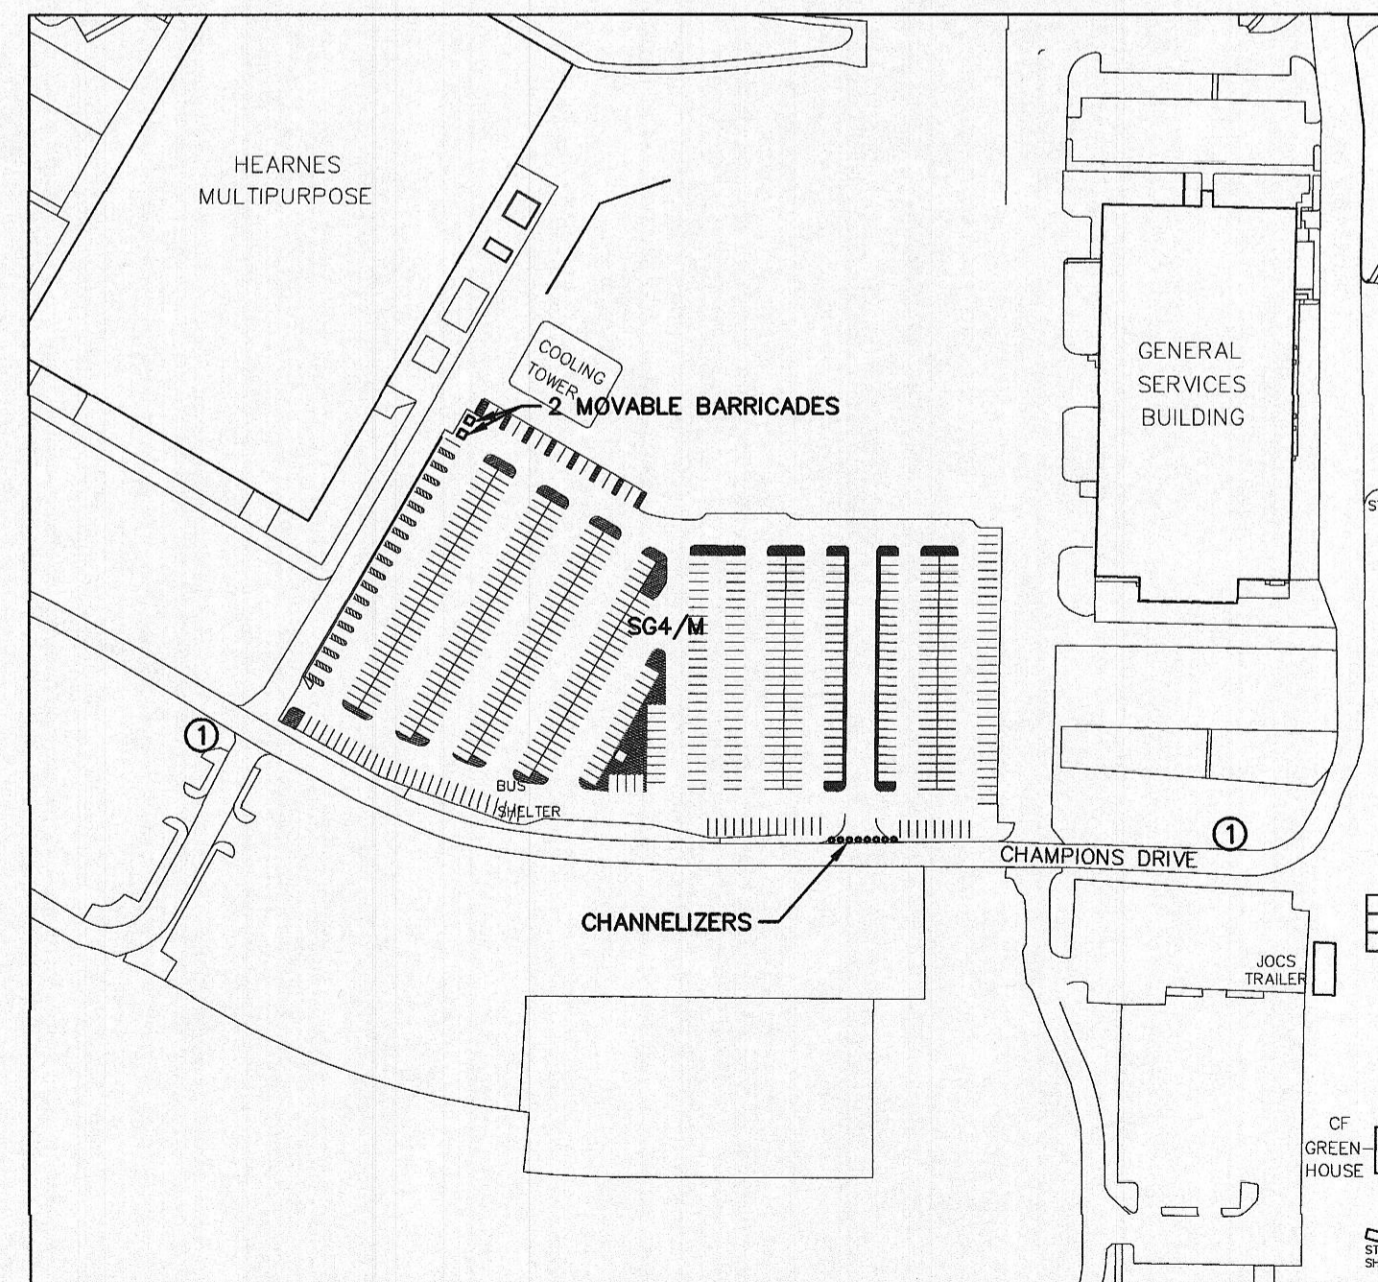 HEARNES
MULTIPURPOSE
COOLING
TOWER
2 MOVABLE BARRICADES
GENERAL
SERVICES
BUILDING
SG4/M
1
BUS
SHELTER
1
CHAMPIONS DRIVE
CHANNELIZERS
JOCS
TRAILER
CF
GREEN-
HOUSE